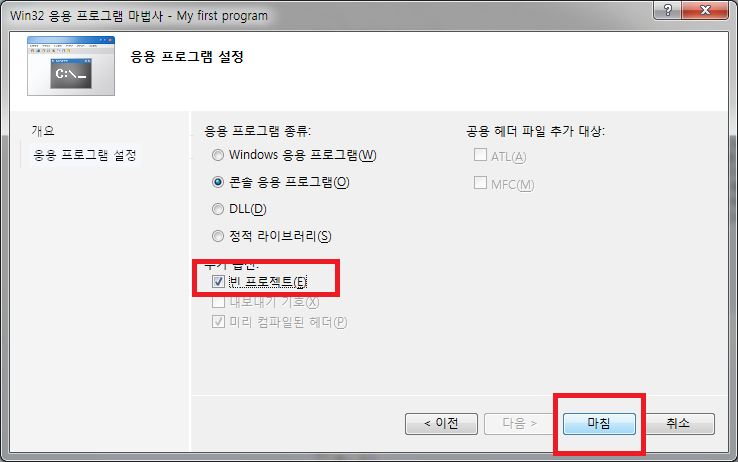 Win32 응용 프로그램 마법사 - My first program
C:\_
응용 프로그램 설정
개요
응용 프로그램 설정
응용 프로그램 종류:
Windows 응용 프로그램(W)
콘솔 응용 프로그램(O)
DLL(D)
정적 라이브러리(S)
추가 옵션:
빈 프로젝트(E)
내보내기 기호(X)
미리 컴파일된 헤더(P)
공용 헤더 파일 추가 대상:
ATL(A)
MFC(M)
< 이전
다음 >
마침
취소